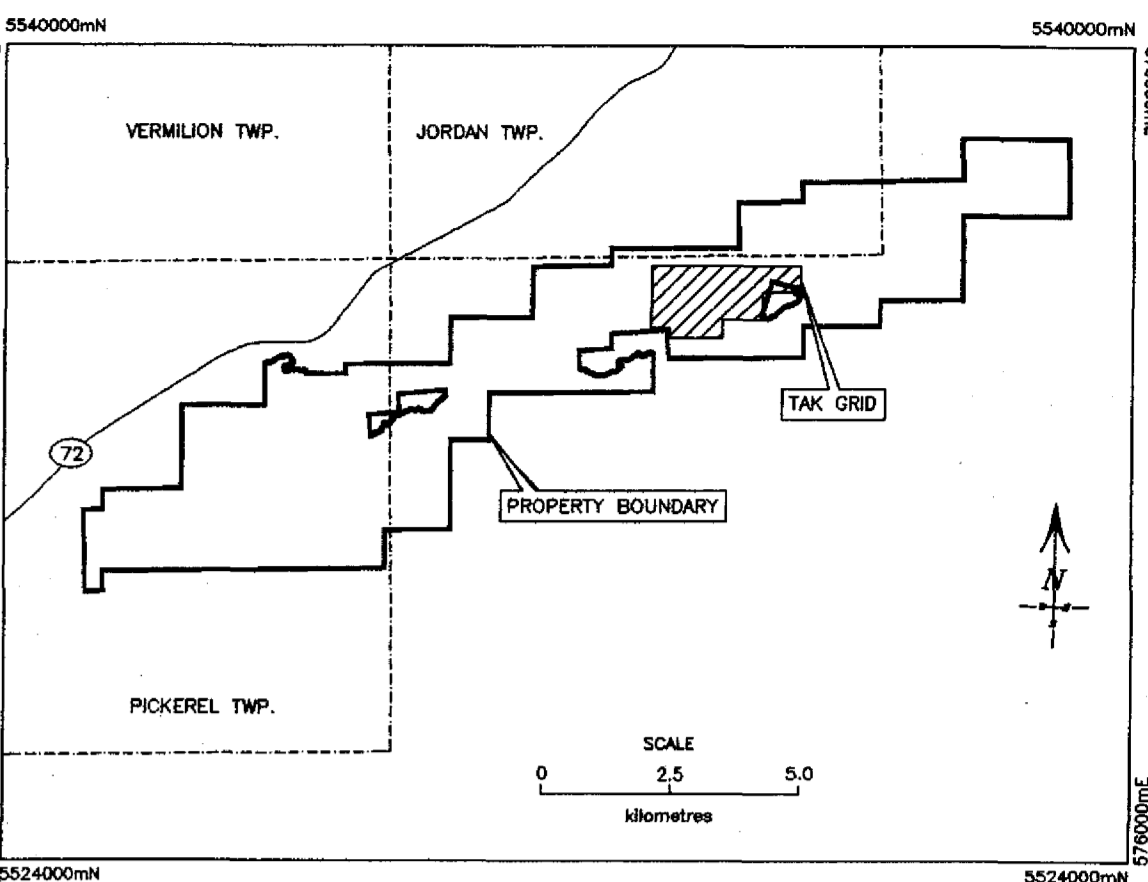 5540000mN
5540000mN
VERMILION TWP.
JORDAN TWP.
TAK GRID
72
PROPERTY BOUNDARY
N
PICKEREL TWP.
SCALE
0 2.5 5.0
kilometres
576000mE
5524000mN
5524000mN